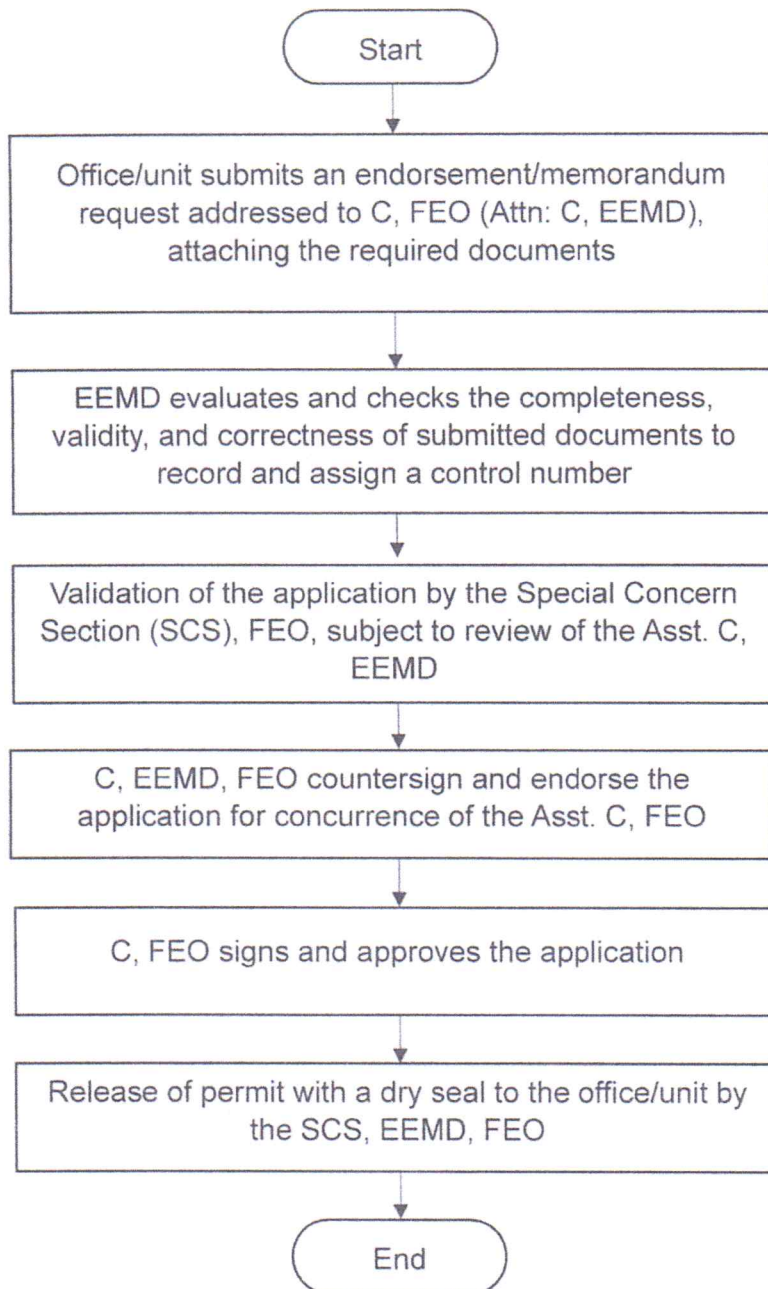 Start
Office/unit submits an endorsement/memorandum
request addressed to C, FEO (Attn: C, EEMD),
attaching the required documents
EEMD evaluates and checks the completeness,
validity, and correctness of submitted documents to
record and assign a control number
Validation of the application by the Special Concern
Section (SCS), FEO, subject to review of the Asst. C,
EEMD
C, EEMD, FEO countersign and endorse the
application for concurrence of the Asst. C, FEO
C, FEO signs and approves the application
Release of permit with a dry seal to the office/unit by
the SCS, EEMD, FEO
End